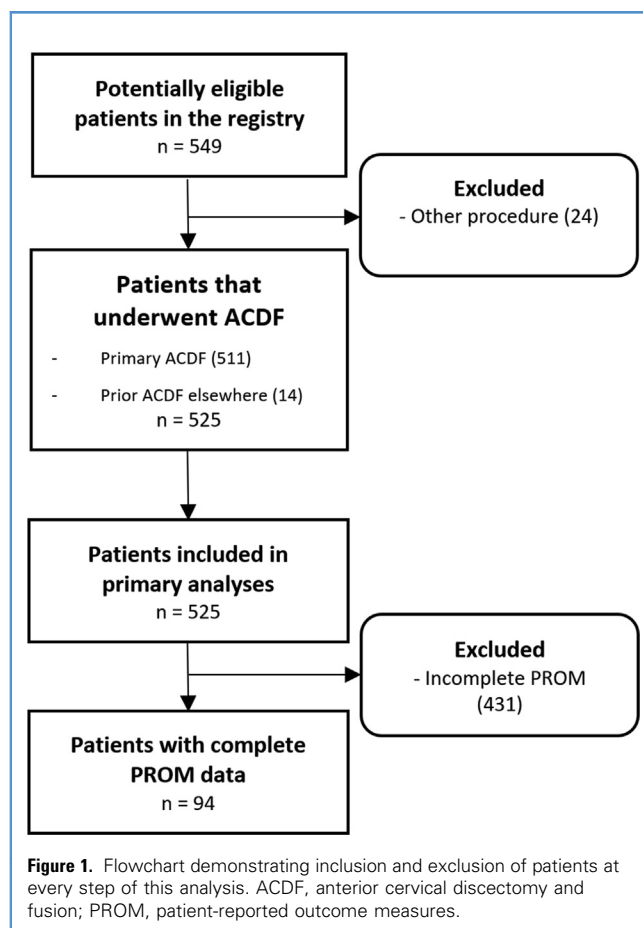 Potentially eligible
patients in the registry
n = 549
Excluded
- Other procedure (24)
Patients that
underwent ACDF
- Primary ACDF (511)
- Prior ACDF elsewhere (14)
n = 525
Patients included in
primary analyses
n = 525
Excluded
- Incomplete PROM
(431)
Patients with complete
PROM data
n = 94
Figure 1. Flowchart demonstrating inclusion and exclusion of patients at
every step of this analysis. ACDF, anterior cervical discectomy and
fusion; PROM, patient-reported outcome measures.